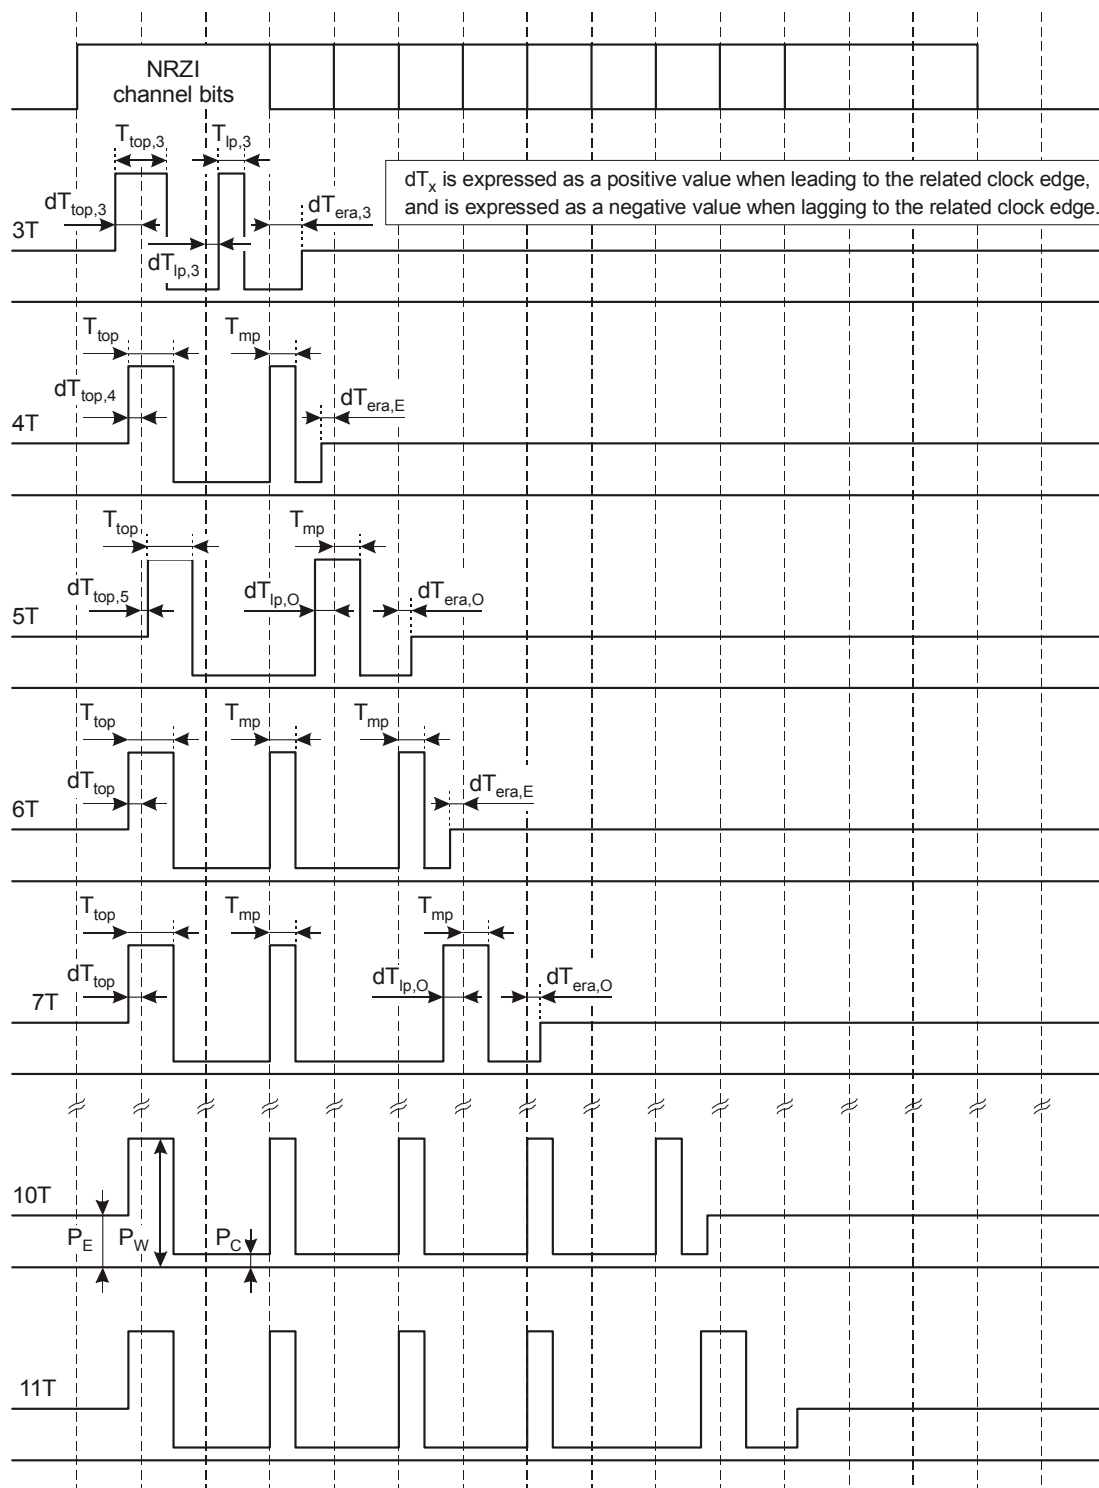 NRZI
channel bits
T_top,3 T_lp,3
dT_x is expressed as a positive value when leading to the related clock edge,
and is expressed as a negative value when lagging to the related clock edge.
dT_top,3 dT_era,3
3T
dT_lp,3
T_top T_mp
dT_top,4 dT_era,E
4T
T_top T_mp
dT_top,5 dT_lp,O dT_era,O
5T
T_top T_mp T_mp
dT_top dT_era,E
6T
T_top T_mp T_mp
dT_top dT_lp,O dT_era,O
7T
10T
P_E P_W P_C
11T